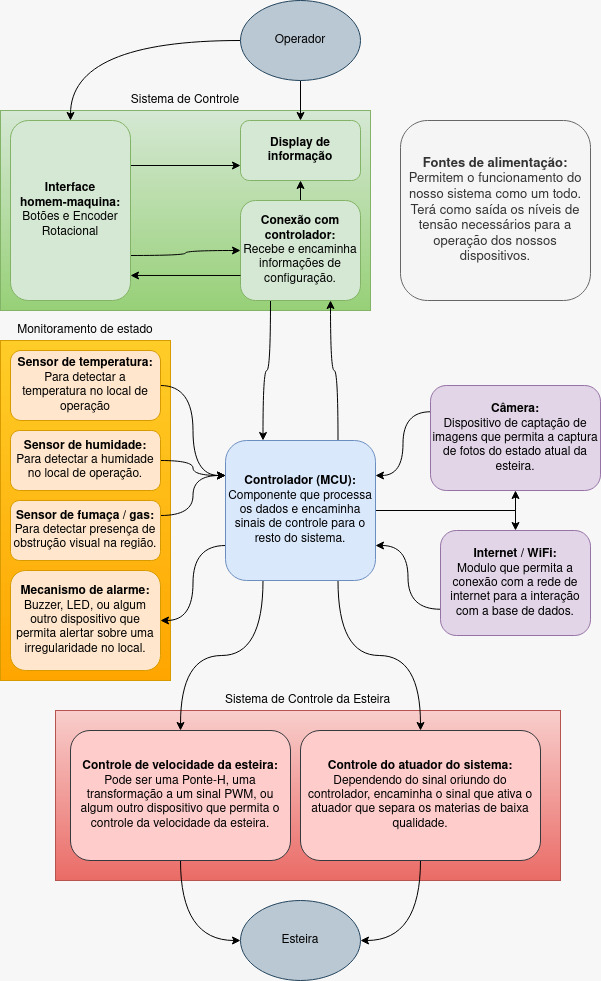 Operador
Sistema de Controle
Interface
homem-maquina:
Botões e Encoder
Rotacional
Display de
informação
Conexão com
controlador:
Recebe e encaminha
informações de
configuração.
Fontes de alimentação:
Permitem o funcionamento do
nosso sistema como um todo.
Terá como saída os níveis de
tensão necessários para a
operação dos nossos
dispositivos.
Monitoramento de estado
Sensor de temperatura:
Para detectar a
temperatura no local de
operação
Sensor de humidade:
Para detectar a humidade
no local de operação.
Sensor de fumaça / gas:
Para detectar presença de
obstrução visual na região.
Mecanismo de alarme:
Buzzer, LED, ou algum
outro dispositivo que
permita alertar sobre uma
irregularidade no local.
Controlador (MCU):
Componente que processa
os dados e encaminha
sinais de controle para o
resto do sistema.
Câmera:
Dispositivo de captação de
imagens que permita a captura
de fotos do estado atual da
esteira.
Internet / WiFi:
Modulo que permita a
conexão com a rede de
internet para a interação
com a base de dados.
Sistema de Controle da Esteira
Controle de velocidade da esteira:
Pode ser uma Ponte-H, uma
transformação a um sinal PWM, ou
algum outro dispositivo que permita o
controle da velocidade da esteira.
Controle do atuador do sistema:
Dependendo do sinal oriundo do
controlador, encaminha o sinal que ativa o
atuador que separa os materias de baixa
qualidade.
Esteira